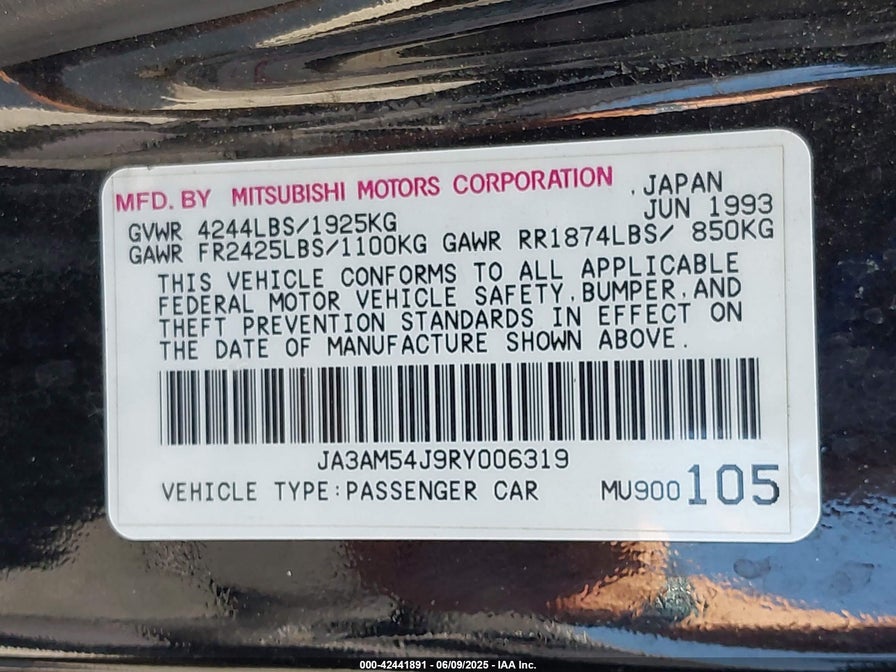 MFD. BY MITSUBISHI MOTORS CORPORATION , JAPAN
JUN 1993
GVWR 4244LBS/1925KG
GAWR FR2425LBS/1100KG GAWR RR1874LBS/ 850KG
THIS VEHICLE CONFORMS TO ALL APPLICABLE
FEDERAL MOTOR VEHICLE SAFETY,BUMPER,AND
THEFT PREVENTION STANDARDS IN EFFECT ON
THE DATE OF MANUFACTURE SHOWN ABOVE.
JA3AM54J9RY006319
VEHICLE TYPE:PASSENGER CAR MU900105
000-42441891 - 06/09/2025 - IAA Inc.